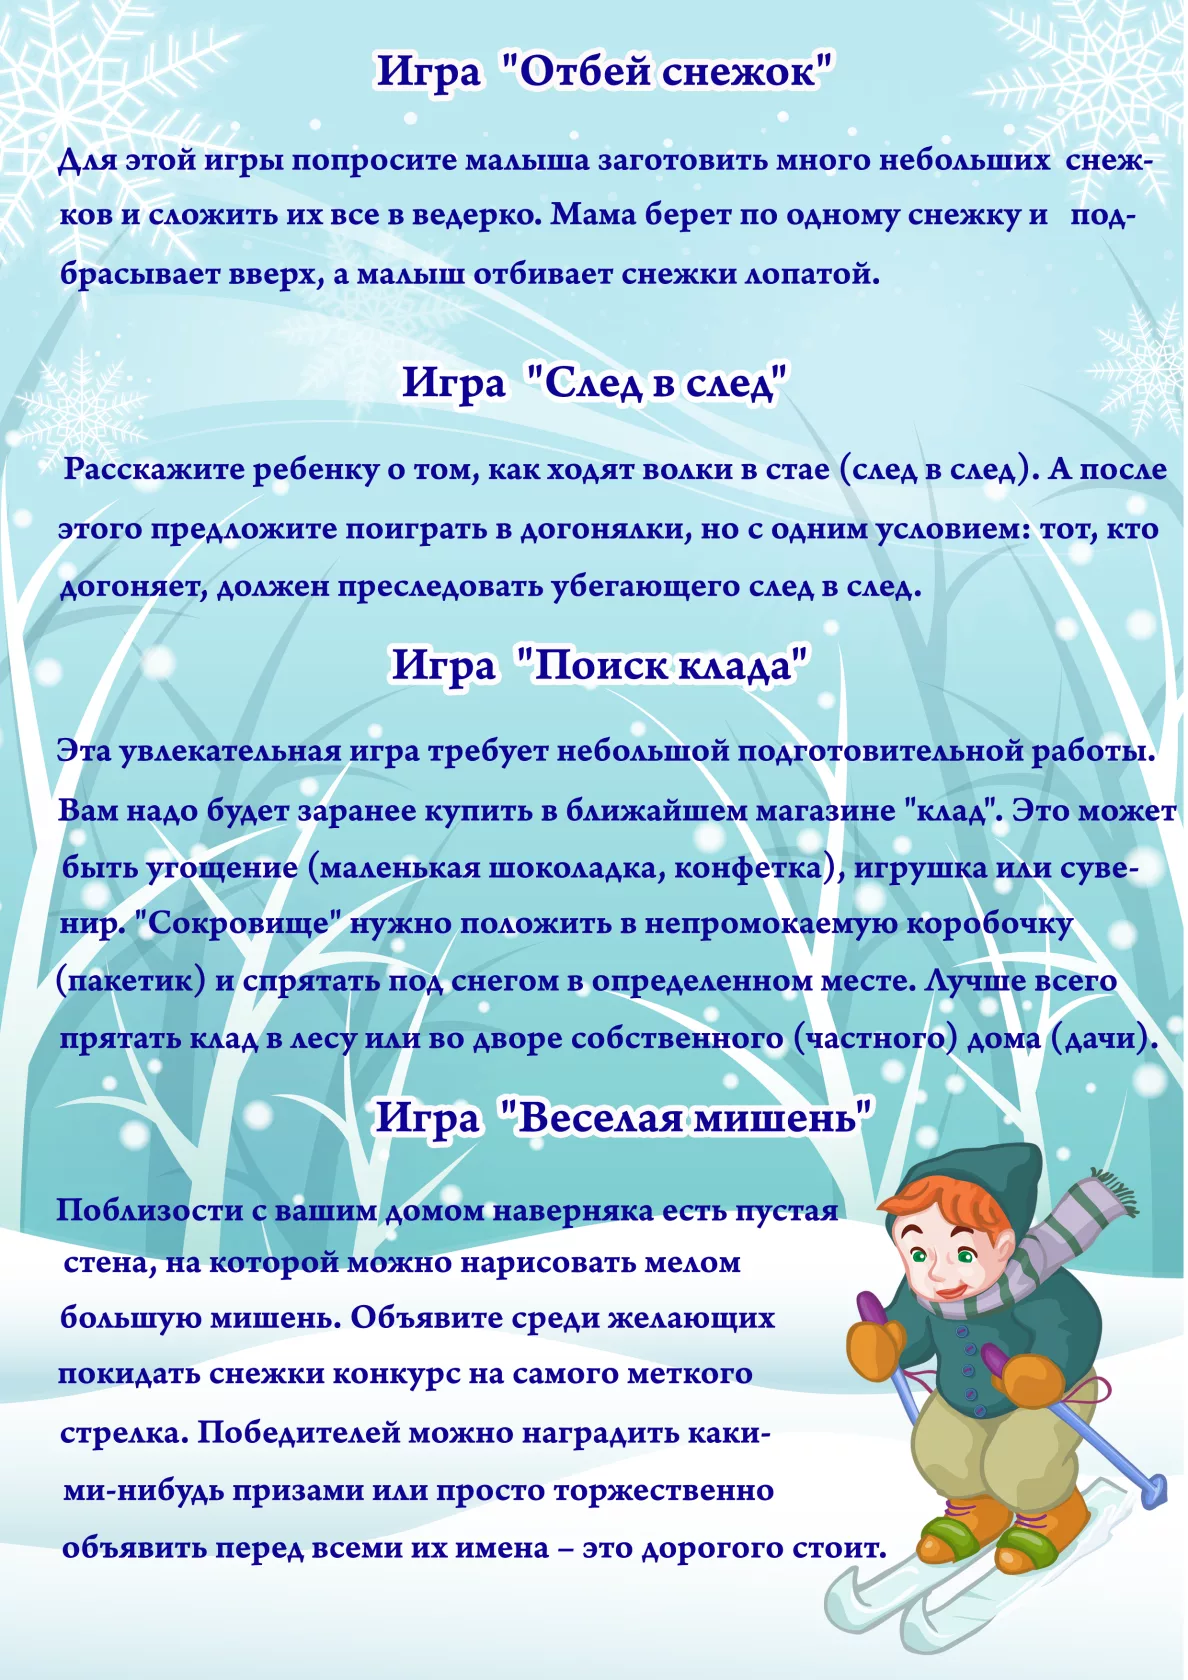 Игра "Отбей снежок"
Для этой игры попросите малыша заготовить много небольших снеж-
ков и сложить их все в ведерко. Мама берет по одному снежку и под-
брасывает вверх, а малыш отбивает снежки лопатой.
Игра "След в след"
Расскажите ребенку о том, как ходят волки в стае (след в след). А после
этого предложите поиграть в догонялки, но с одним условием: тот, кто
догоняет, должен преследовать убегающего след в след.
Игра "Поиск клада"
Эта увлекательная игра требует небольшой подготовительной работы.
Вам надо будет заранее купить в ближайшем магазине "клад". Это может
быть угощение (маленькая шоколадка, конфетка), игрушка или суве-
нир. "Сокровище" нужно положить в непромокаемую коробочку
(пакетик) и спрятать под снегом в определенном месте. Лучше всего
прятать клад в лесу или во дворе собственного (частного) дома (дачи).
Игра "Веселая мишень"
Поблизости с вашим домом наверняка есть пустая
стена, на которой можно нарисовать мелом
большую мишень. Объявите среди желающих
покидать снежки конкурс на самого меткого
стрелка. Победителей можно наградить каки-
ми-нибудь призами или просто торжественно
объявить перед всеми их имена – это дорогого стоит.